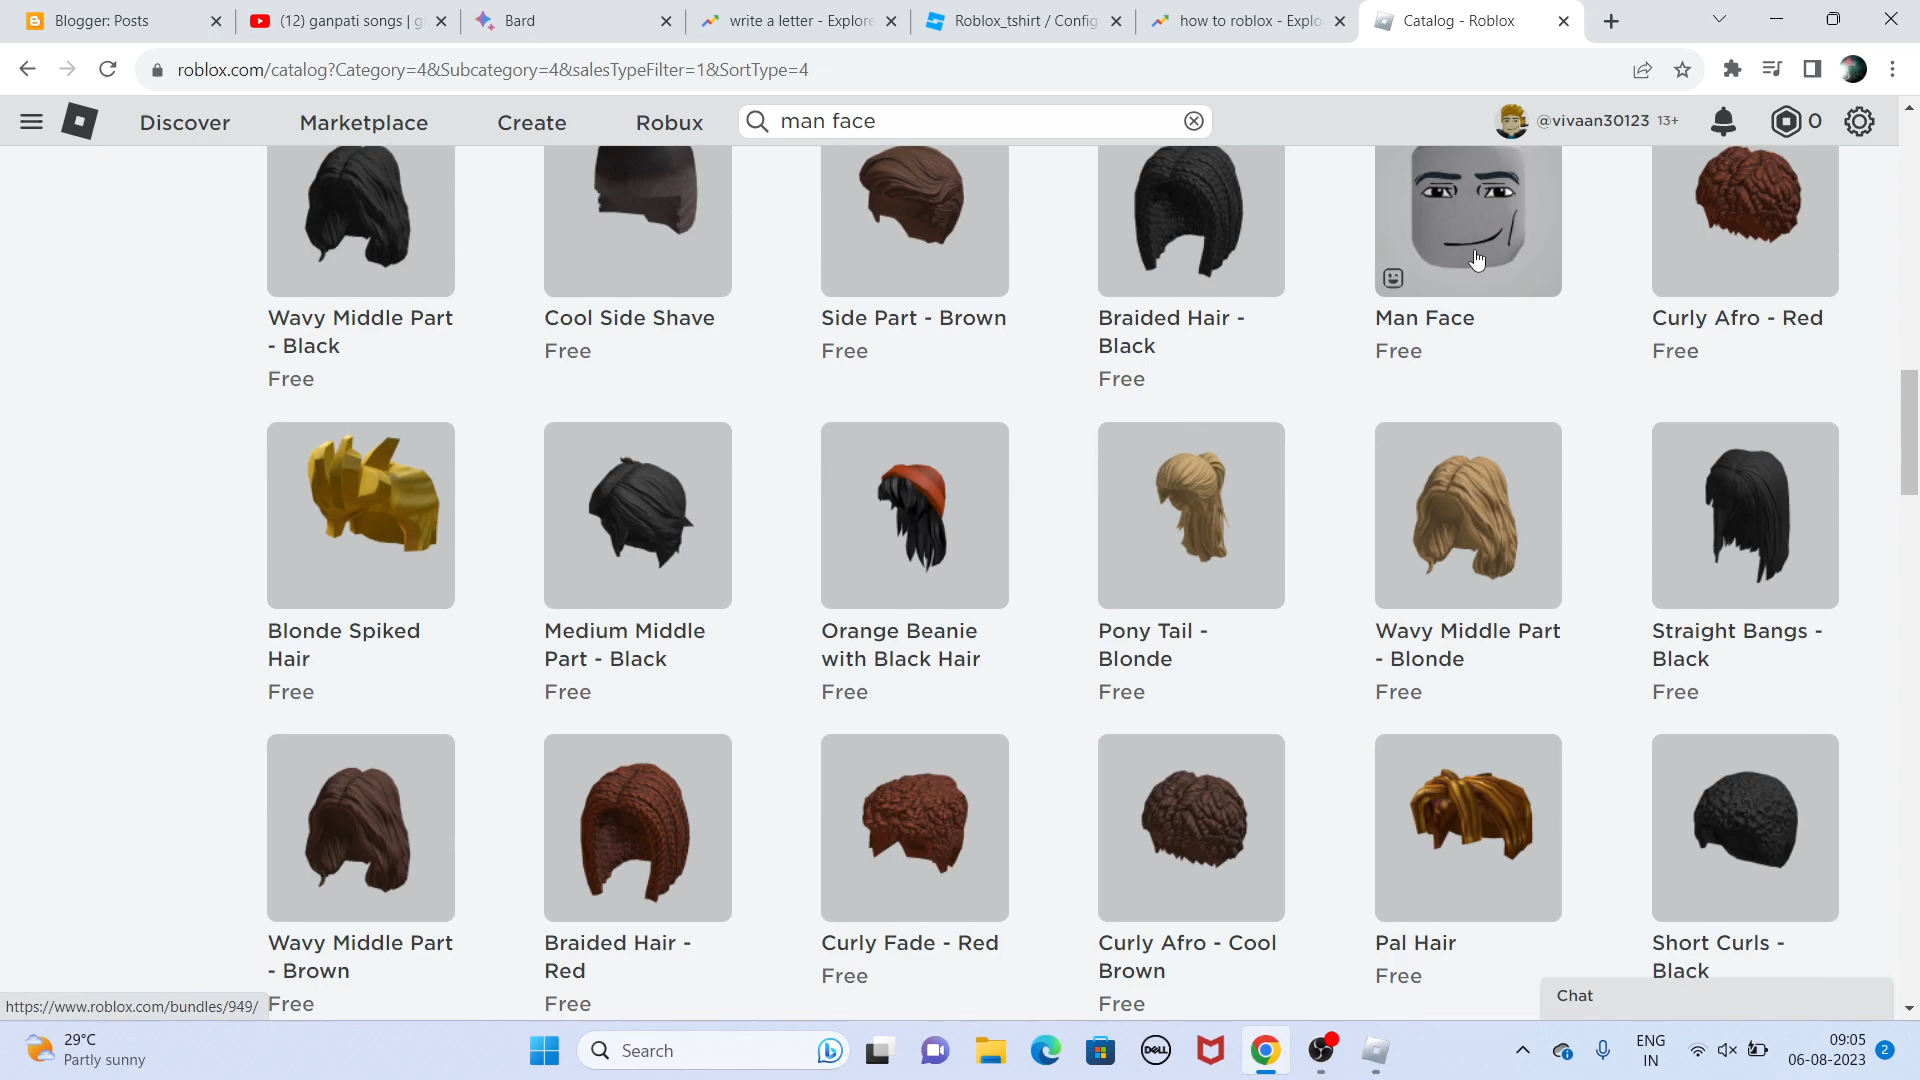 Blogger: Posts
(12) ganpati songs | g
Bard
write a letter - Explore
Roblox_tshirt / Config
how to roblox - Explo
Catalog - Roblox
roblox.com/catalog?Category=4&Subcategory=4&salesTypeFilter=1&SortType=4
Discover
Marketplace
Create
Robux
man face
@vivaan30123 13+
0
Wavy Middle Part
- Black
Free
Cool Side Shave
Free
Side Part - Brown
Free
Braided Hair -
Black
Free
Man Face
Free
Curly Afro - Red
Free
Blonde Spiked
Hair
Free
Medium Middle
Part - Black
Free
Orange Beanie
with Black Hair
Free
Pony Tail -
Blonde
Free
Wavy Middle Part
- Blonde
Free
Straight Bangs -
Black
Free
Wavy Middle Part
- Brown
Free
Braided Hair -
Red
Free
Curly Fade - Red
Free
Curly Afro - Cool
Brown
Free
Pal Hair
Free
Short Curls -
Black
Chat
https://www.roblox.com/bundles/949/
29°C
Partly sunny
Search
DELL
ENG
IN
09:05
06-08-2023
2